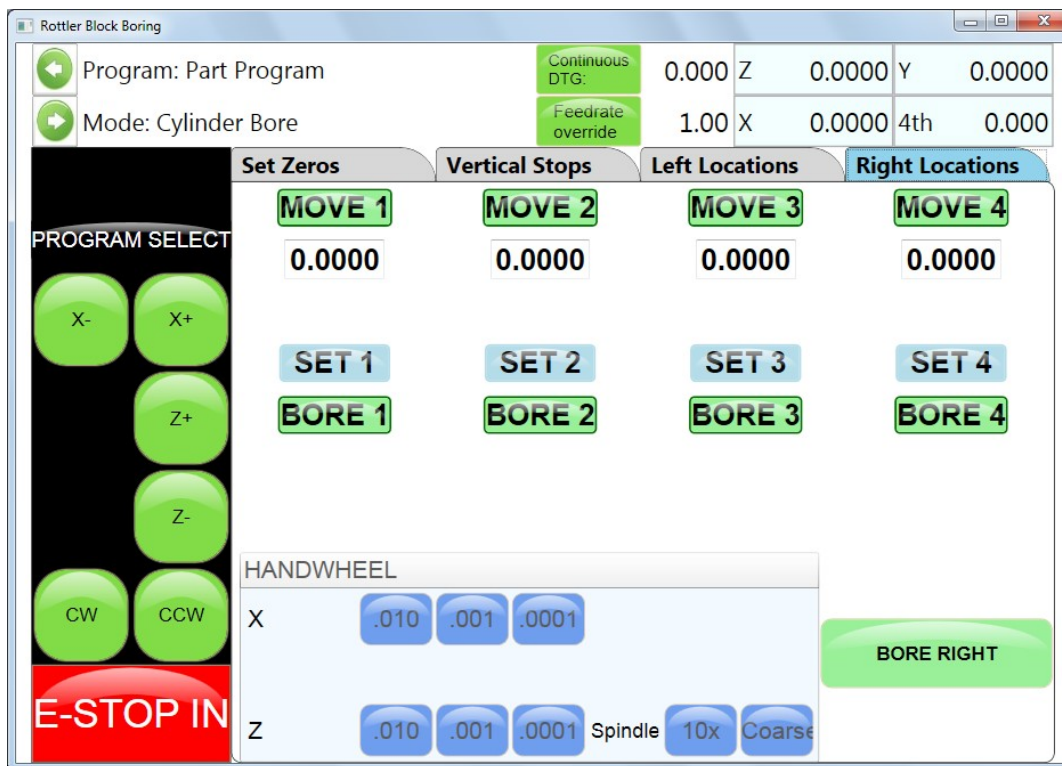 Rottler Block Boring
Program: Part Program
Continuous DTG:
0.000 Z 0.0000 Y 0.0000
Mode: Cylinder Bore
Feedrate override
1.00 X 0.0000 4th 0.000
Set Zeros Vertical Stops Left Locations Right Locations
PROGRAM SELECT
X- X+
Z+
Z-
CW CCW
E-STOP IN
MOVE 1 MOVE 2 MOVE 3 MOVE 4
0.0000 0.0000 0.0000 0.0000
SET 1 SET 2 SET 3 SET 4
BORE 1 BORE 2 BORE 3 BORE 4
HANDWHEEL
X .010 .001 .0001
Z .010 .001 .0001 Spindle 10x Coarse
BORE RIGHT